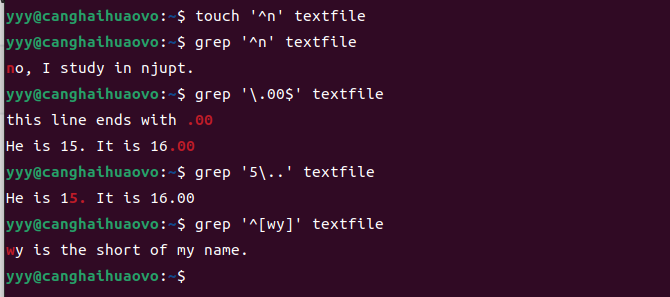 yyy@canghaihuaovo:~$ touch '^n' textfile
yyy@canghaihuaovo:~$ grep '^n' textfile
no, I study in njupt.
yyy@canghaihuaovo:~$ grep '\.00$' textfile
this line ends with .00
He is 15. It is 16.00
yyy@canghaihuaovo:~$ grep '5\..' textfile
He is 15. It is 16.00
yyy@canghaihuaovo:~$ grep '^[wy]' textfile
wy is the short of my name.
yyy@canghaihuaovo:~$